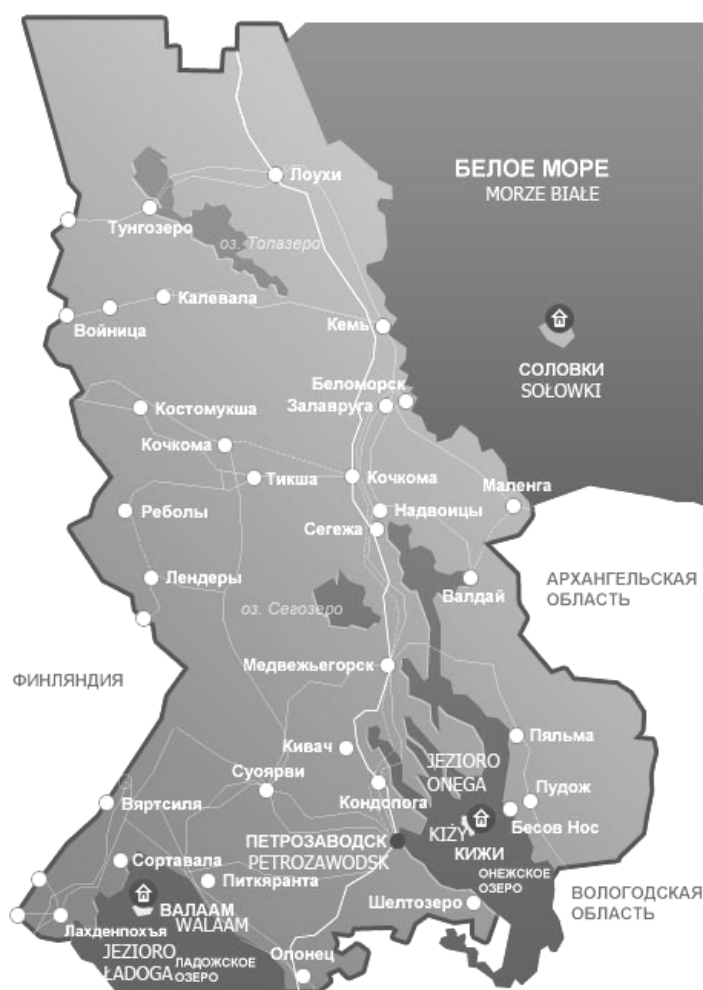 Лоухи
БЕЛОЕ МОРЕ
MORZE BIAŁE
Тунгозеро
оз. Топазеро
Калевала
Войница
Кемь
СОЛОВКИ
SOŁOWKI
Беломорск
Залавруга
Костомукша
Кочкома
Тикша
Кочкома
Маленга
Реболы
Надвоицы
Сегежа
Лендеры
Валдай
АРХАНГЕЛЬСКАЯ
ОБЛАСТЬ
оз. Сегозеро
Медвежьегорск
ФИНЛЯНДИЯ
Пяльма
Кивач
JEZIORO
ONEGA
Суоярви
Кондопога
Пудож
Вяртсиля
Бесов Нос
KIŻY
КИЖИ
ПЕТРОЗАВОДСК
PETROZAWODSK
ОНЕЖСКОЕ
ОЗЕРО
Сортавала
Питкяранта
ВОЛОГОДСКАЯ
ОБЛАСТЬ
Шелтозеро
ВАЛААМ
WALAAM
Лахденпохъя
JEZIORO
ŁADOGA
ЛАДОЖСКОЕ
ОЗЕРО
Олонец